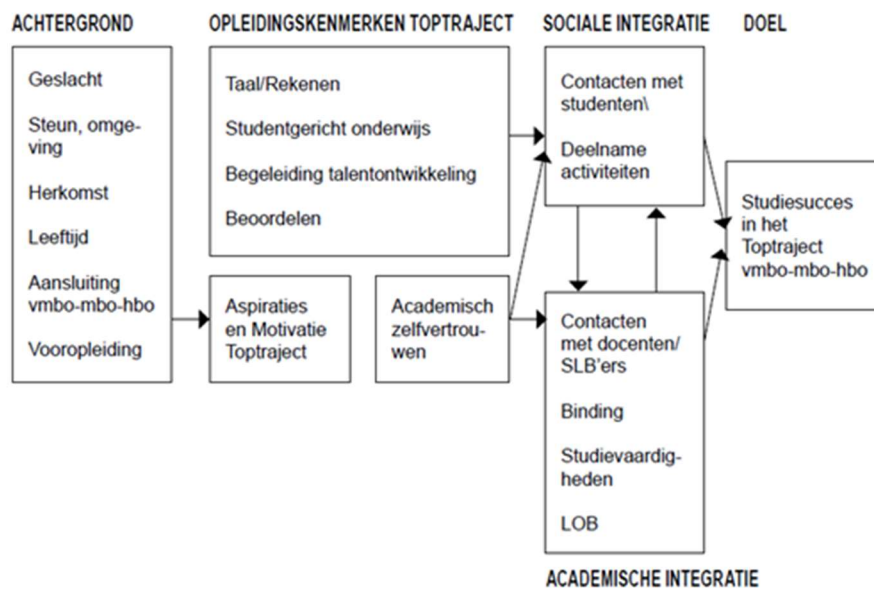 ACHTERGROND
Geslacht
Steun, omge-
ving
Herkomst
Leeftijd
Aansluiting
vmbo-mbo-hbo
Vooropleiding
OPLEIDINGSKENMERKEN TOPTRAJECT
Taal/Rekenen
Studentgericht onderwijs
Begeleiding talentontwikkeling
Beoordelen
Aspiraties
en Motivatie
Toptraject
Academisch
zelfvertrou-
wen
SOCIALE INTEGRATIE
Contacten met
studenten\
Deelname
activiteiten
Contacten
met docenten/
SLB'ers
Binding
Studievaardig-
heden
LOB
ACADEMISCHE INTEGRATIE
DOEL
Studiesucces
in het
Toptraject
vmbo-mbo-hbo